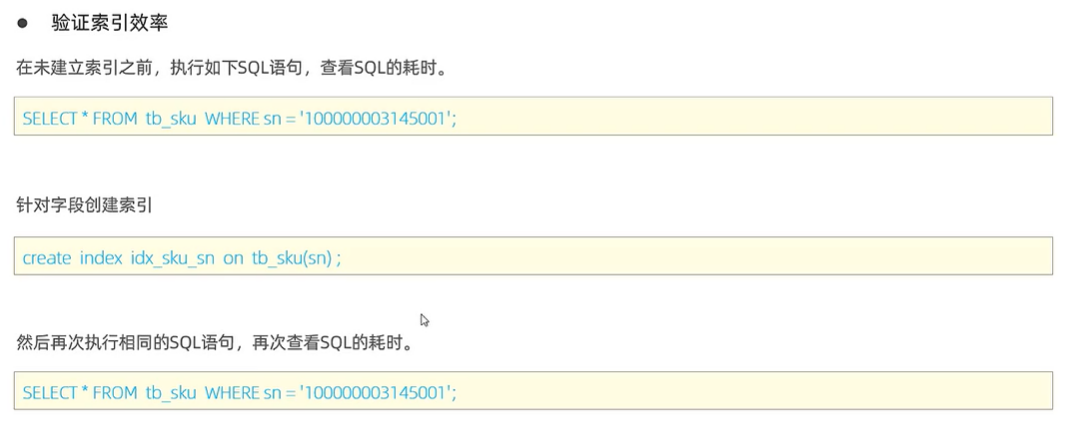 ● 验证索引效率
在未建立索引之前，执行如下SQL语句，查看SQL的耗时。
SELECT * FROM tb_sku WHERE sn = '100000003145001';
针对字段创建索引
create index idx_sku_sn on tb_sku(sn) ;
然后再次执行相同的SQL语句，再次查看SQL的耗时。
SELECT * FROM tb_sku WHERE sn = '100000003145001';